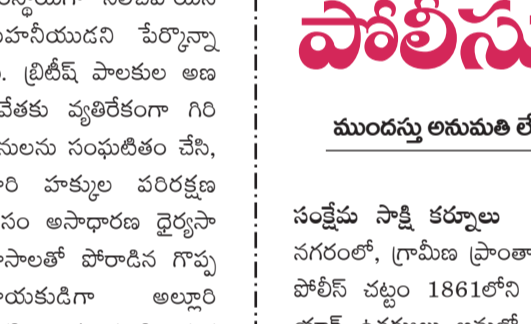 హనీయుడని పేర్కొన్నా
. బ్రిటీష్ పాలకుల అణ
వేతకు వ్యతిరేకంగా గిరి
నులను సంఘటితం చేసి,
రి హక్కుల పరిరక్షణ
సం అసాధారణ ధైర్యసా
సాలతో పోరాడిన గొప్ప
యకుడిగా అల్లూరి
పోలీసు
ముందస్తు అనుమతి లే
సంక్షేమ సాక్షి కర్నూలు
నగరంలో, గ్రామీణ ప్రాంతా
పోలీస్ చట్టం 1861లోని